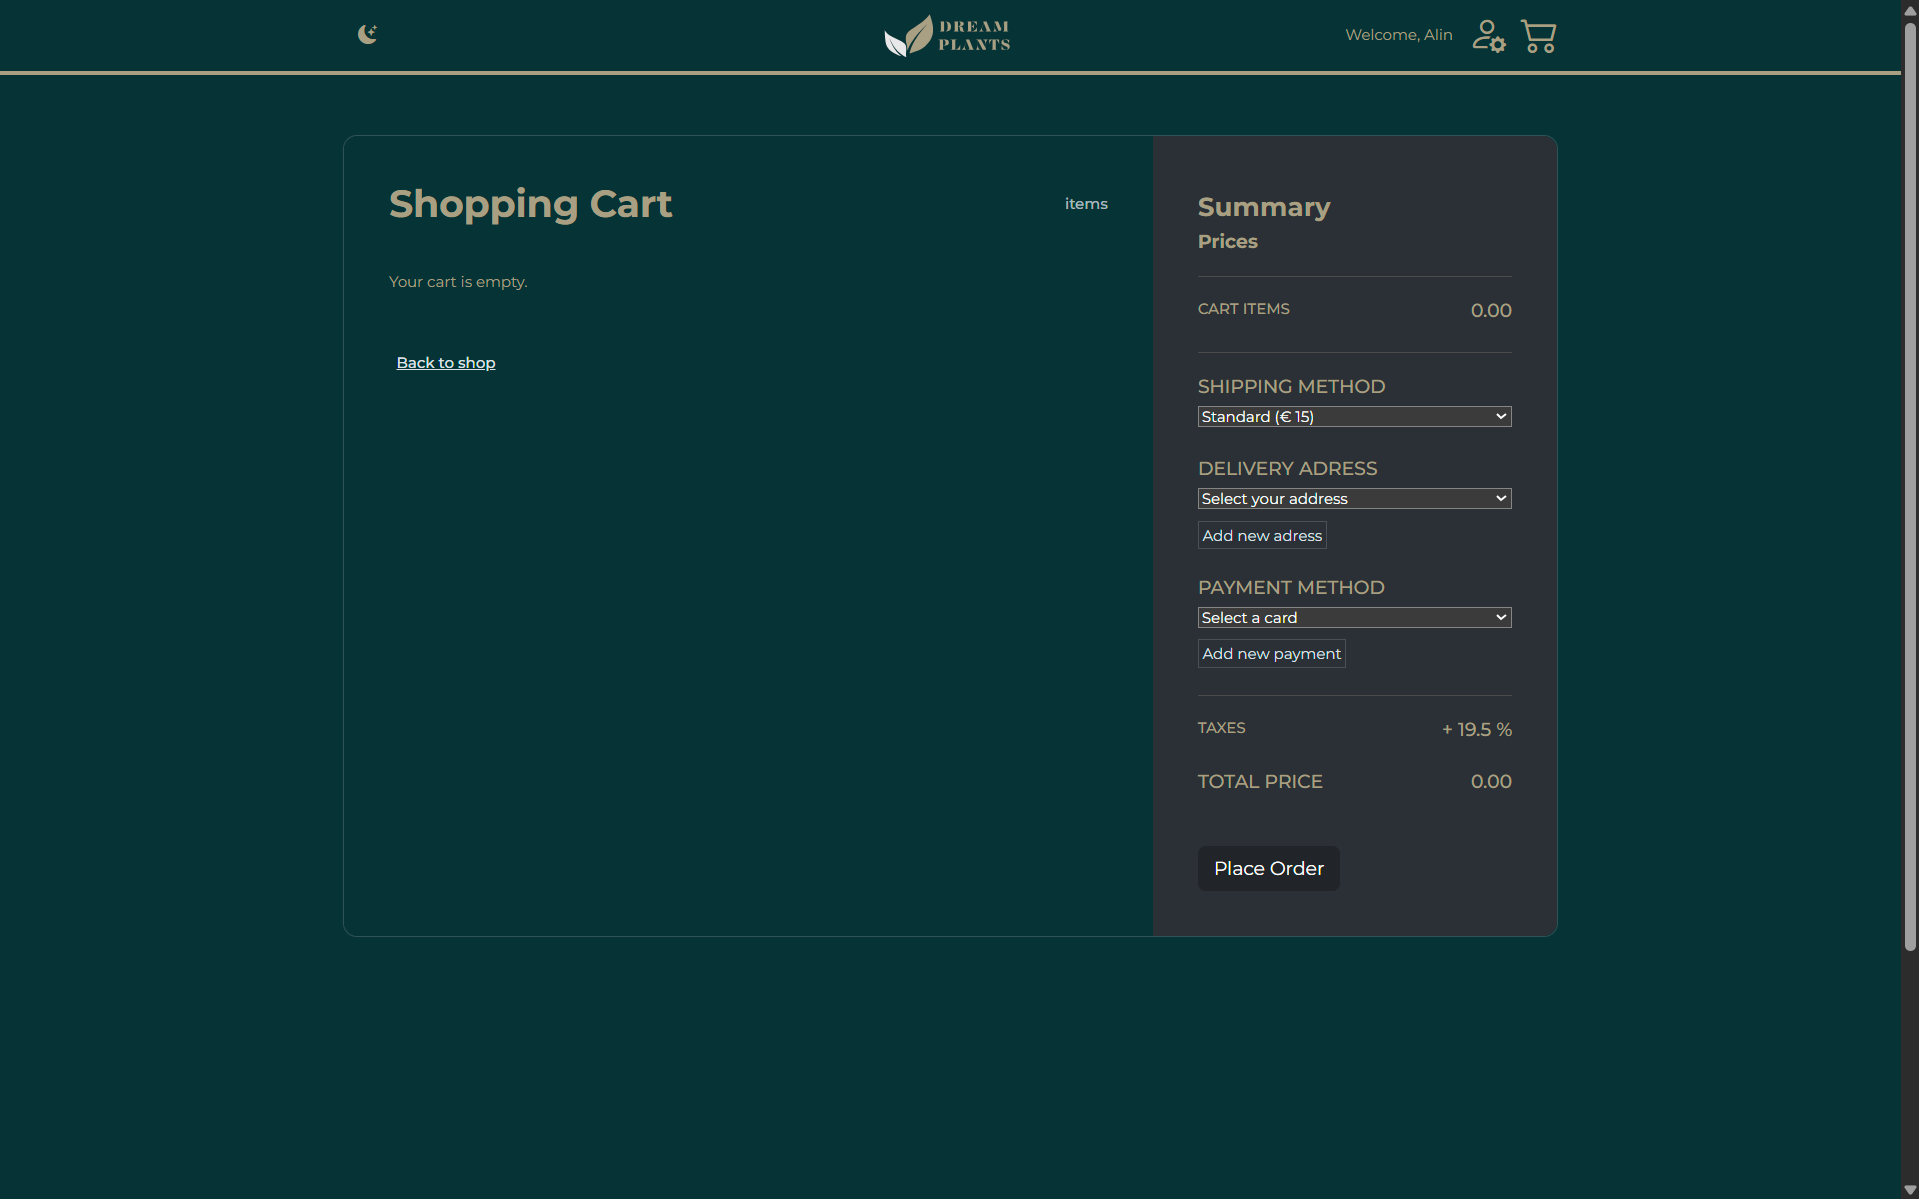 DREAM
PLANTS
Welcome, Alin
Shopping Cart
items
Your cart is empty.
Back to shop
Summary
Prices
CART ITEMS 0.00
SHIPPING METHOD
Standard (€ 15)
DELIVERY ADRESS
Select your address
Add new adress
PAYMENT METHOD
Select a card
Add new payment
TAXES + 19.5 %
TOTAL PRICE 0.00
Place Order